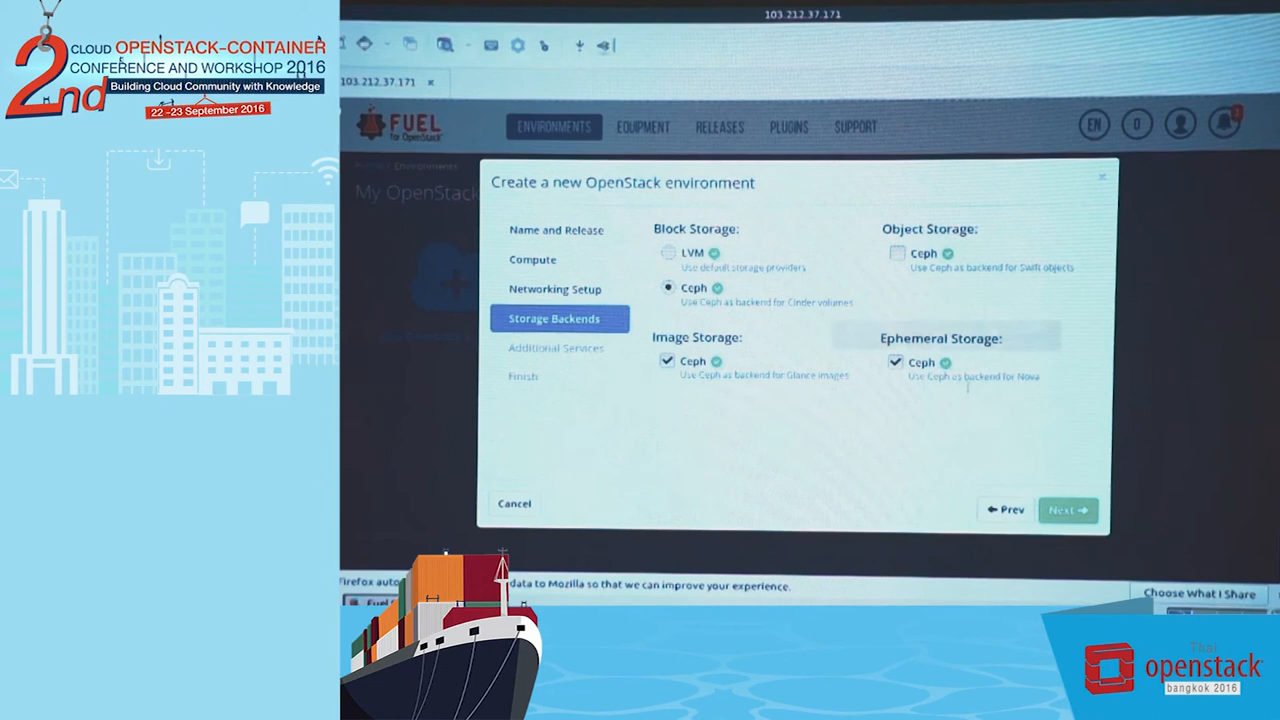 2nd
CLOUD OPENSTACK-CONTAINER
CONFERENCE AND WORKSHOP 2016
Building Cloud Community with Knowledge
22 -23 September 2016
103.212.37.171
103.212.37.171 ×
FUEL
for OpenStack
ENVIRONMENTS
EQUIPMENT
RELEASES
PLUGINS
SUPPORT
EN
0
Environments
My OpenStack
Create a new OpenStack environment
×
Name and Release
Compute
Networking Setup
Storage Backends
Additional Services
Finish
Block Storage:
LVM
Use default storage providers
Ceph
Use Ceph as backend for Cinder volumes
Object Storage:
Ceph
Use Ceph as backend for Swift objects
Image Storage:
Ceph
Use Ceph as backend for Glance images
Ephemeral Storage:
Ceph
Use Ceph as backend for Nova
Cancel
Prev
Next
Firefox auto
data to Mozilla so that we can improve your experience.
Choose What I Share
Fuel
Thai
openstack
bangkok 2016